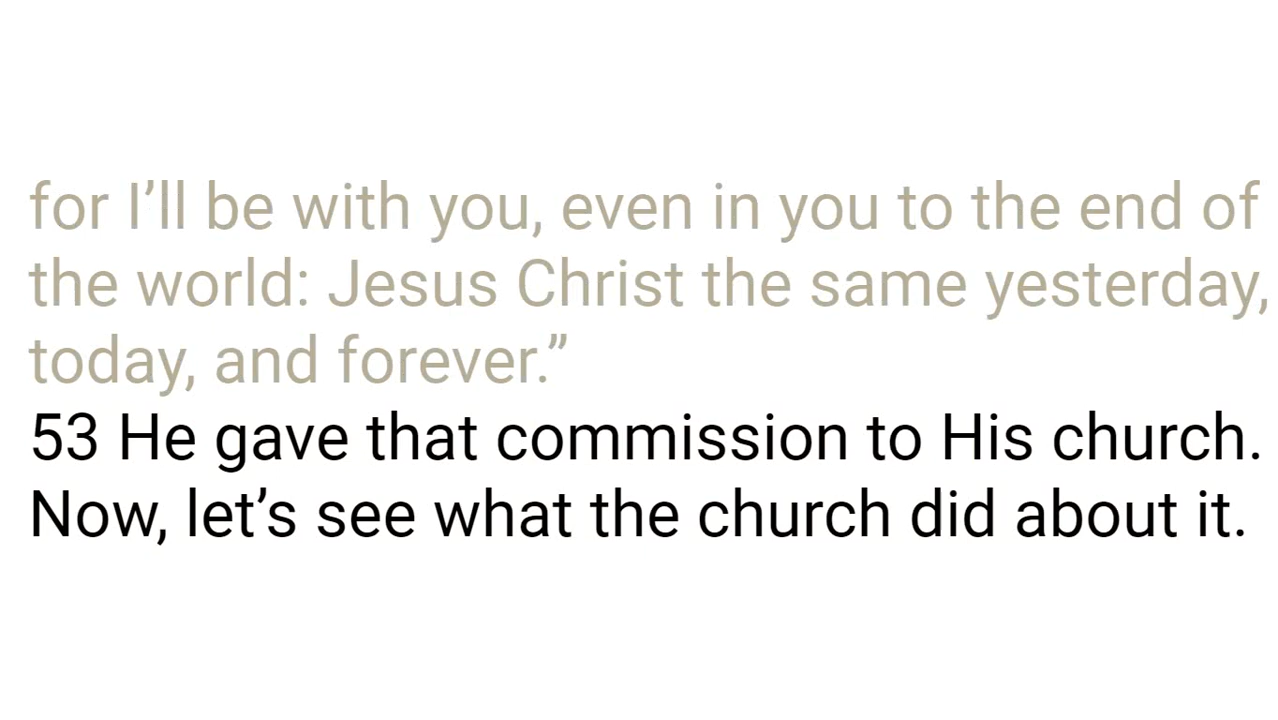 for I’ll be with you, even in you to the end of
the world: Jesus Christ the same yesterday,
today, and forever.”
53 He gave that commission to His church.
Now, let’s see what the church did about it.